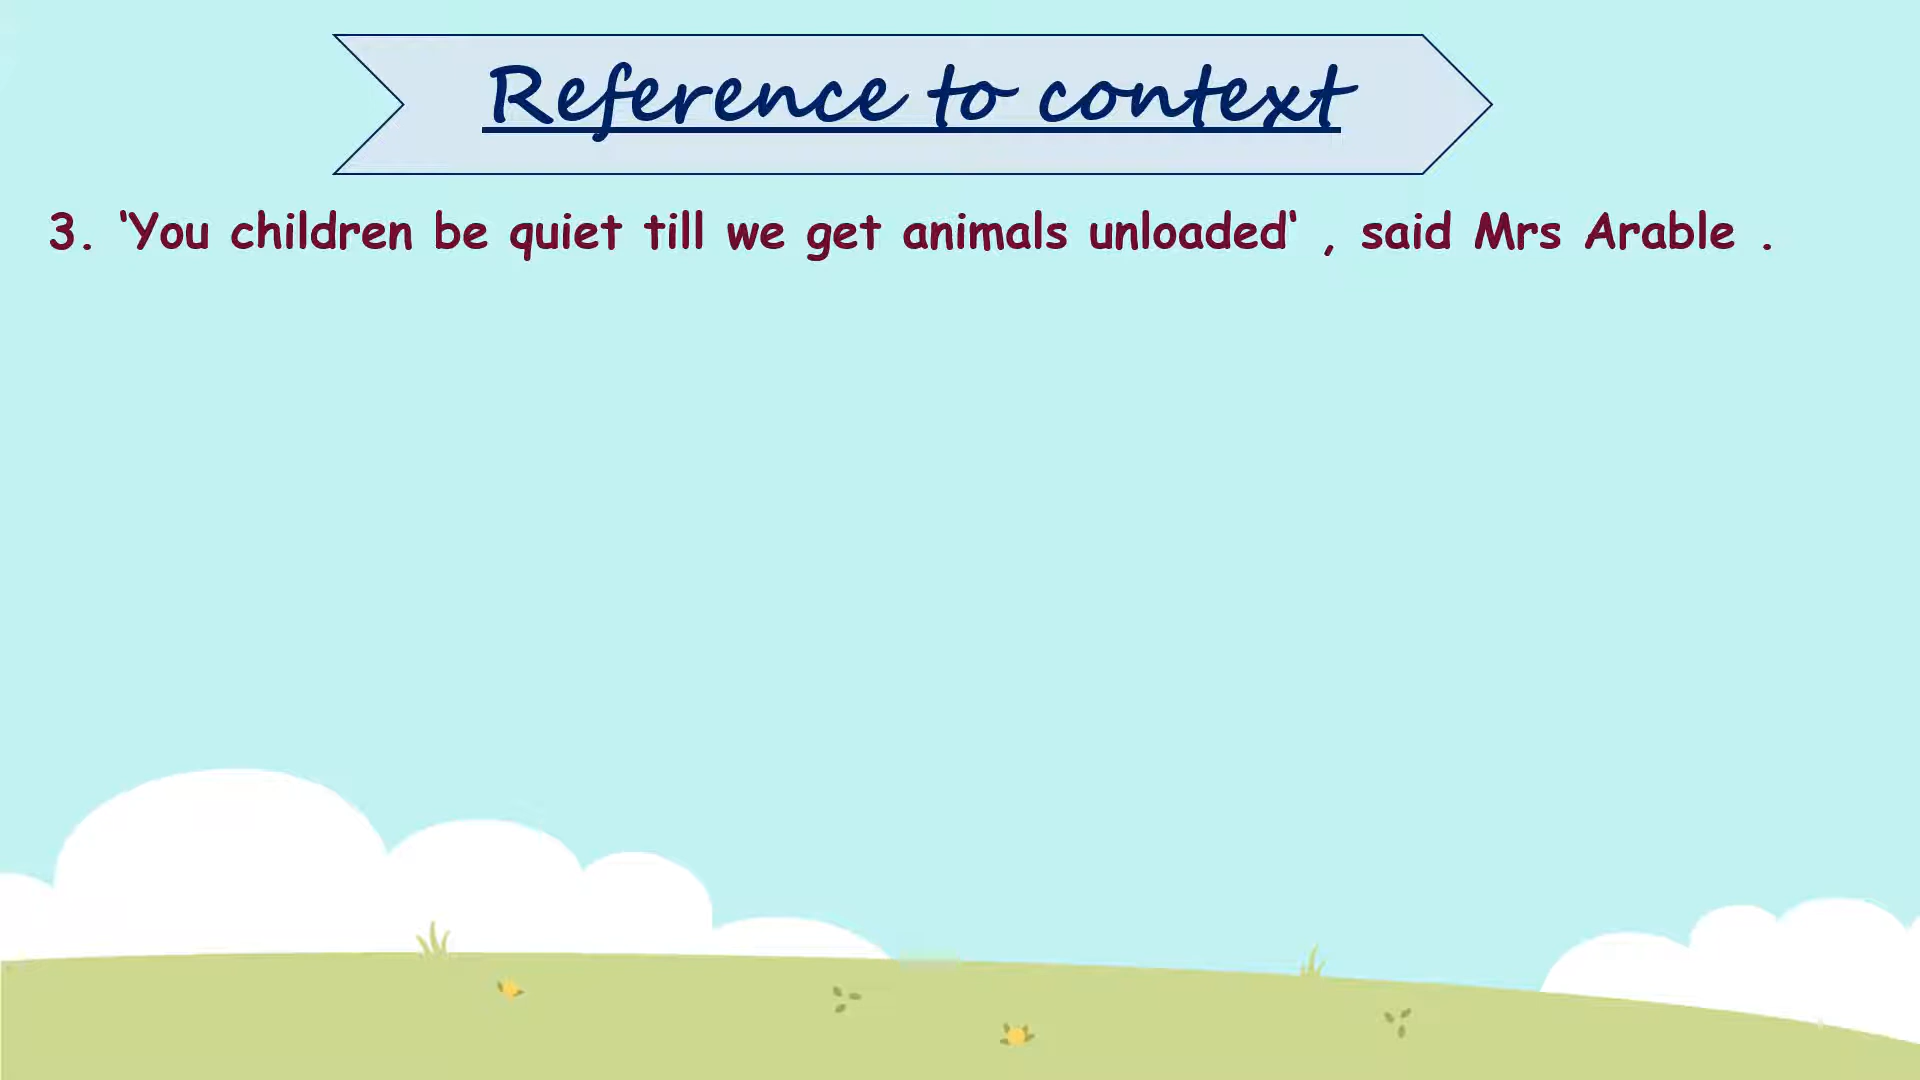 Reference to context
3. 'You children be quiet till we get animals unloaded' , said Mrs Arable .